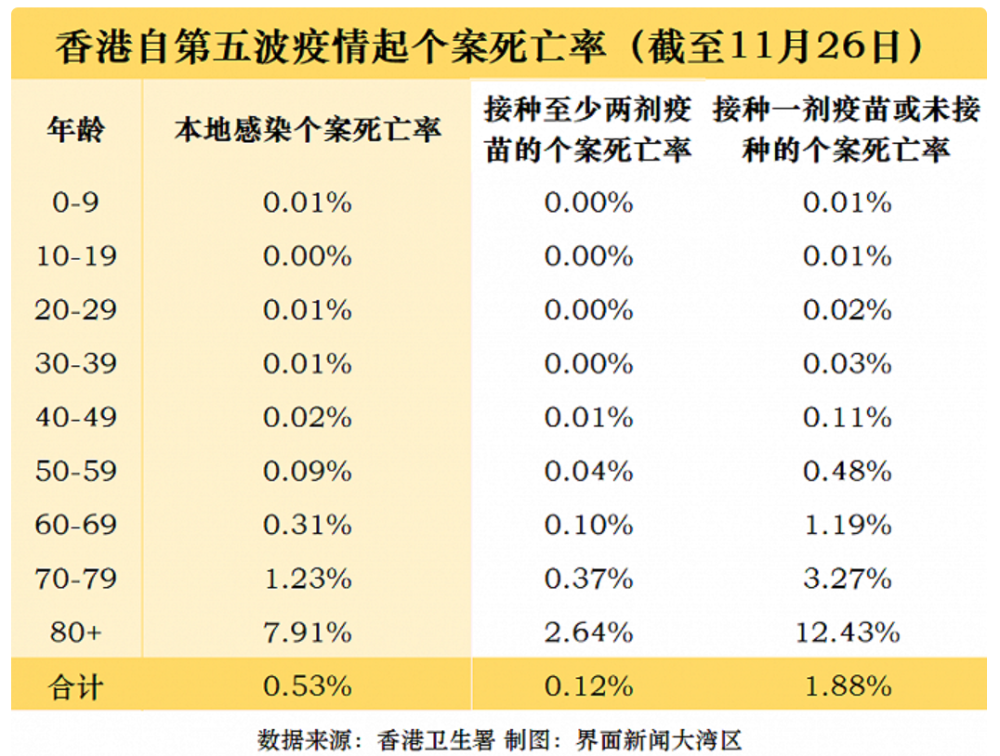 香港自第五波疫情起个案死亡率（截至11月26日）
年龄 本地感染个案死亡率 接种至少两剂疫苗的个案死亡率 接种一剂疫苗或未接种的个案死亡率
0-9 0.01% 0.00% 0.01%
10-19 0.00% 0.00% 0.01%
20-29 0.01% 0.00% 0.02%
30-39 0.01% 0.00% 0.03%
40-49 0.02% 0.01% 0.11%
50-59 0.09% 0.04% 0.48%
60-69 0.31% 0.10% 1.19%
70-79 1.23% 0.37% 3.27%
80+ 7.91% 2.64% 12.43%
合计 0.53% 0.12% 1.88%
数据来源：香港卫生署 制图：界面新闻大湾区